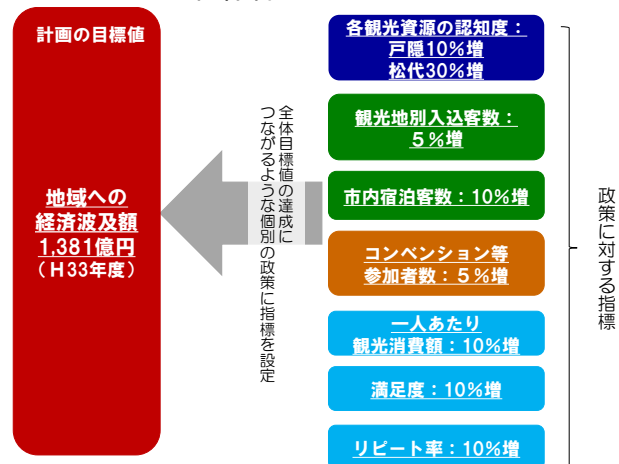 計画の目標値
地域への
経済波及額
1,381億円
(H33年度)
全体目標値の達成に
つながるような個別の政策に指標を設定
各観光資源の認知度：
戸隠10％増
松代30％増
観光地別入込客数：
５％増
市内宿泊客数：10％増
コンベンション等
参加者数：５％増
一人あたり
観光消費額：10％増
満足度：10％増
リピート率：10％増
政策に対する指標